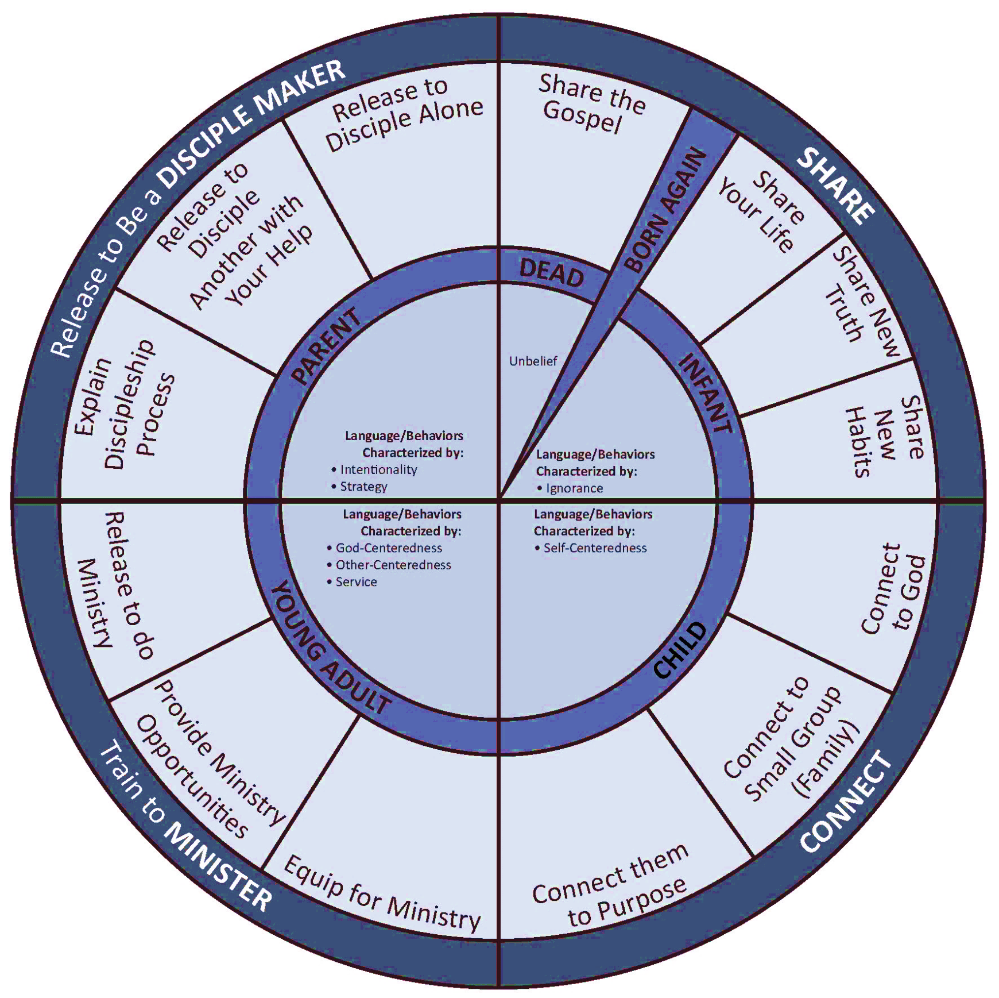 SHARE
Share the
Gospel
DEAD
Unbelief
BORN AGAIN
Share
Your Life
Share New
Truth
Share
New
Habits
INFANT
Language/Behaviors
Characterized by:
• Ignorance
CONNECT
Connect
to God
Connect to
Small Group
(Family)
Connect them
to Purpose
CHILD
Language/Behaviors
Characterized by:
• Self-Centeredness
Train to MINISTER
Equip for Ministry
Provide Ministry
Opportunities
Release to do
Ministry
YOUNG ADULT
Language/Behaviors
Characterized by:
• God-Centeredness
• Other-Centeredness
• Service
Release to Be a DISCIPLE MAKER
Explain
Discipleship
Process
Release to
Disciple
Another with
Your Help
Release to
Disciple Alone
PARENT
Language/Behaviors
Characterized by:
• Intentionality
• Strategy